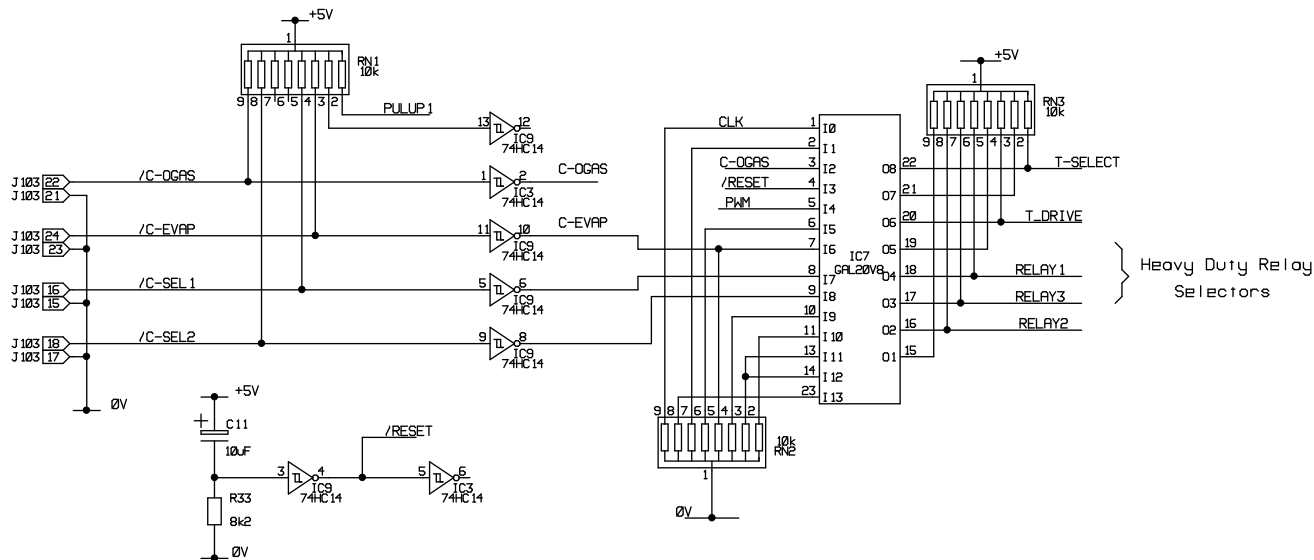 +5V
1
RN1
10k
9 8 7 6 5 4 3 2
PULUP1
13 12
IC9
74HC14
J103 22
J103 21
/C-OGAS
1 2
IC3
74HC14
C-OGAS
J103 24
J103 23
/C-EVAP
11 10
IC9
74HC14
C-EVAP
J103 16
J103 15
/C-SEL1
5 6
IC9
74HC14
J103 18
J103 17
/C-SEL2
9 8
IC9
74HC14
0V
+5V
+
C11
10uF
R33
8k2
0V
3 4
IC9
74HC14
/RESET
5 6
IC3
74HC14
CLK
C-OGAS
/RESET
PWM
1 I0
2 I1
3 I2
4 I3
5 I4
6 I5
7 I6
8 I7
9 I8
10 I9
11 I10
13 I11
14 I12
23 I13
IC7
GAL20V8
O8 22
O7 21
O6 20
O5 19
O4 18
O3 17
O2 16
O1 15
9 8 7 6 5 4 3 2
10k
RN2
1
0V
+5V
1
RN3
10k
9 8 7 6 5 4 3 2
T-SELECT
T_DRIVE
RELAY1
RELAY3
RELAY2
Heavy Duty Relay
Selectors